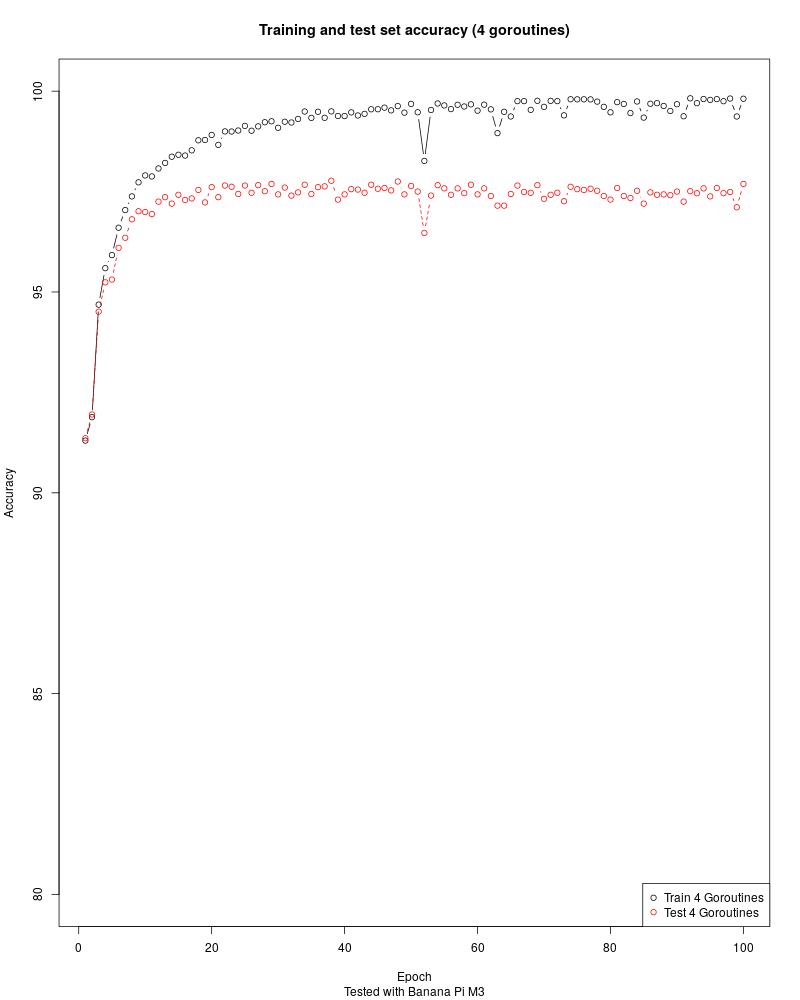 Training and test set accuracy (4 goroutines)
100
95
90
85
80
Accuracy
Train 4 Goroutines
Test 4 Goroutines
0 20 40 60 80 100
Epoch
Tested with Banana Pi M3